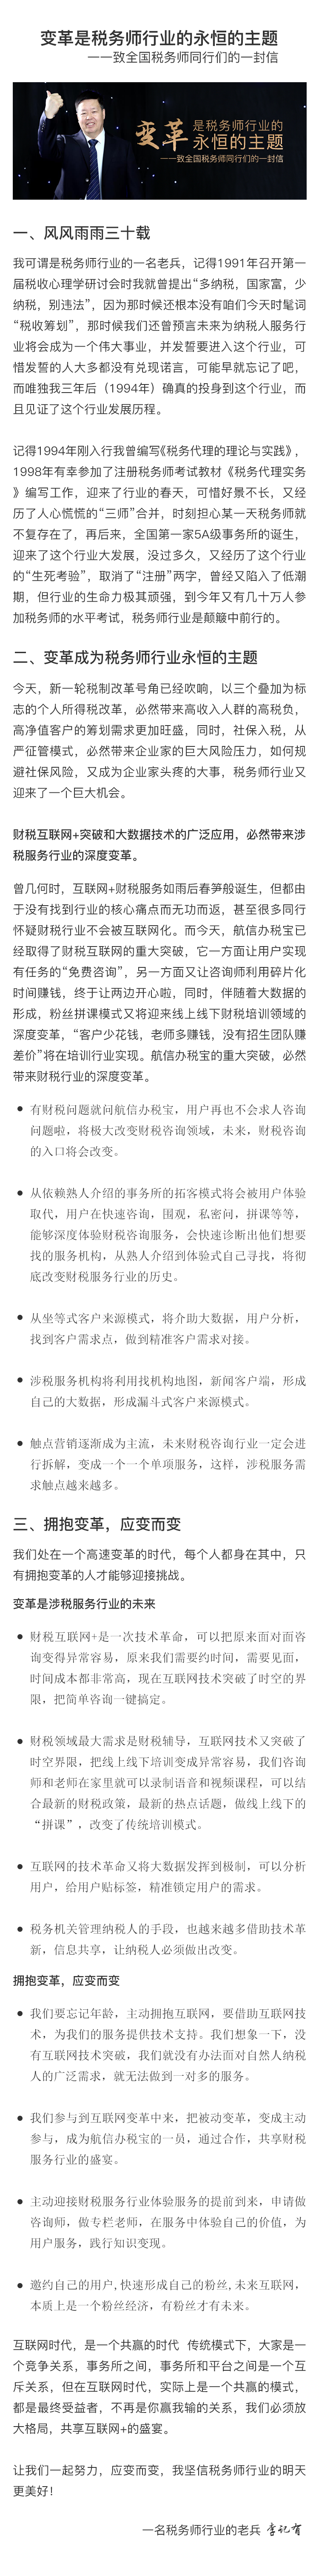 变革是税务师行业的永恒的主题
——致全国税务师同行们的一封信
变革 是税务师行业的
永恒的主题
——致全国税务师同行们的一封信
一、风风雨雨三十载
我可谓是税务师行业的一名老兵，记得1991年召开第一
届税收心理学研讨会时我就曾提出“多纳税，国家富，少
纳税，别违法”，因为那时候还根本没有咱们今天时髦词
“税收筹划”，那时候我们还曾预言未来为纳税人服务行
业将会成为一个伟大事业，并发誓要进入这个行业，可
惜发誓的人大多都没有兑现诺言，可能早就忘记了吧，
而唯独我三年后（1994年）确真的投身到这个行业，而
且见证了这个行业发展历程。
记得1994年刚入行我曾编写《税务代理的理论与实践》，
1998年有幸参加了注册税务师考试教材《税务代理实务
》编写工作，迎来了行业的春天，可惜好景不长，又经
历了人心慌慌的“三师”合并，时刻担心某一天税务师就
不复存在了，再后来，全国第一家5A级事务所的诞生，
迎来了这个行业大发展，没过多久，又经历了这个行业
的“生死考验”，取消了“注册”两字，曾经又陷入了低潮
期，但行业的生命力极其顽强，到今年又有几十万人参
加税务师的水平考试，税务师行业是颠簸中前行的。
二、变革成为税务师行业永恒的主题
今天，新一轮税制改革号角已经吹响，以三个叠加为标
志的个人所得税改革，必然带来高收入人群的高税负，
高净值客户的筹划需求更加旺盛，同时，社保入税，从
严征管模式，必然带来企业家的巨大风险压力，如何规
避社保风险，又成为企业家头疼的大事，税务师行业又
迎来了一个巨大机会。
财税互联网+突破和大数据技术的广泛应用，必然带来涉
税服务行业的深度变革。
曾几何时，互联网+财税服务如雨后春笋般诞生，但都由
于没有找到行业的核心痛点而无功而返，甚至很多同行
怀疑财税行业不会被互联网化。而今天，航信办税宝已
经取得了财税互联网的重大突破，它一方面让用户实现
有任务的“免费咨询”，另一方面又让咨询师利用碎片化
时间赚钱，终于让两边开心啦，同时，伴随着大数据的
形成，粉丝拼课模式又将迎来线上线下财税培训领域的
深度变革，“客户少花钱，老师多赚钱，没有招生团队赚
差价”将在培训行业实现。航信办税宝的重大突破，必然
带来财税行业的深度变革。
● 有财税问题就问航信办税宝，用户再也不会求人咨询
问题啦，将极大改变财税咨询领域，未来，财税咨询
的入口将会改变。
● 从依赖熟人介绍的事务所的拓客模式将会被用户体验
取代，用户在快速咨询，围观，私密问，拼课等等，
能够深度体验财税咨询服务，会快速诊断出他们想要
找的服务机构，从熟人介绍到体验式自己寻找，将彻
底改变财税服务行业的历史。
● 从坐等式客户来源模式，将介助大数据，用户分析，
找到客户需求点，做到精准客户需求对接。
● 涉税服务机构将利用找机构地图，新闻客户端，形成
自己的大数据，形成漏斗式客户来源模式。
● 触点营销逐渐成为主流，未来财税咨询行业一定会进
行拆解，变成一个一个单项服务，这样，涉税服务需
求触点越来越多。
三、拥抱变革，应变而变
我们处在一个高速变革的时代，每个人都身在其中，只
有拥抱变革的人才能够迎接挑战。
变革是涉税服务行业的未来
● 财税互联网+是一次技术革命，可以把原来面对面咨
询变得异常容易，原来我们需要约时间，需要见面，
时间成本都非常高，现在互联网技术突破了时空的界
限，把简单咨询一键搞定。
● 财税领域最大需求是财税辅导，互联网技术又突破了
时空界限，把线上线下培训变成异常容易，我们咨询
师和老师在家里就可以录制语音和视频课程，可以结
合最新的财税政策，最新的热点话题，做线上线下的
“拼课”，改变了传统培训模式。
● 互联网的技术革命又将大数据发挥到极制，可以分析
用户，给用户贴标签，精准锁定用户的需求。
● 税务机关管理纳税人的手段，也越来越多借助技术革
新，信息共享，让纳税人必须做出改变。
拥抱变革，应变而变
● 我们要忘记年龄，主动拥抱互联网，要借助互联网技
术，为我们的服务提供技术支持。我们想象一下，没
有互联网技术突破，我们就没有办法面对自然人纳税
人的广泛需求，就无法做到一对多的服务。
● 我们参与到互联网变革中来，把被动变革，变成主动
参与，成为航信办税宝的一员，通过合作，共享财税
服务行业的盛宴。
● 主动迎接财税服务行业体验服务的提前到来，申请做
咨询师，做专栏老师，在服务中体验自己的价值，为
用户服务，践行知识变现。
● 邀约自己的用户,快速形成自己的粉丝,未来互联网，
本质上是一个粉丝经济，有粉丝才有未来。
互联网时代，是一个共赢的时代 传统模式下，大家是一
个竞争关系，事务所之间，事务所和平台之间是一个互
斥关系，但在互联网时代，实际上是一个共赢的模式，
都是最终受益者，不再是你赢我输的关系，我们必须放
大格局，共享互联网+的盛宴。
让我们一起努力，应变而变，我坚信税务师行业的明天
更美好！
一名税务师行业的老兵 李记有